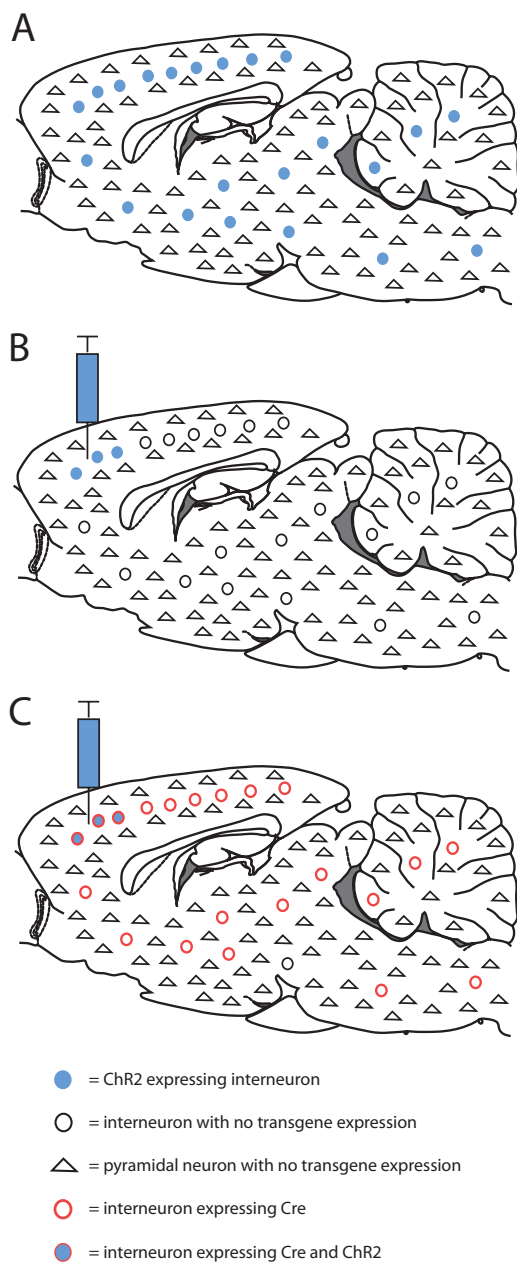 A
B
C
= ChR2 expressing interneuron
= interneuron with no transgene expression
= pyramidal neuron with no transgene expression
= interneuron expressing Cre
= interneuron expressing Cre and ChR2